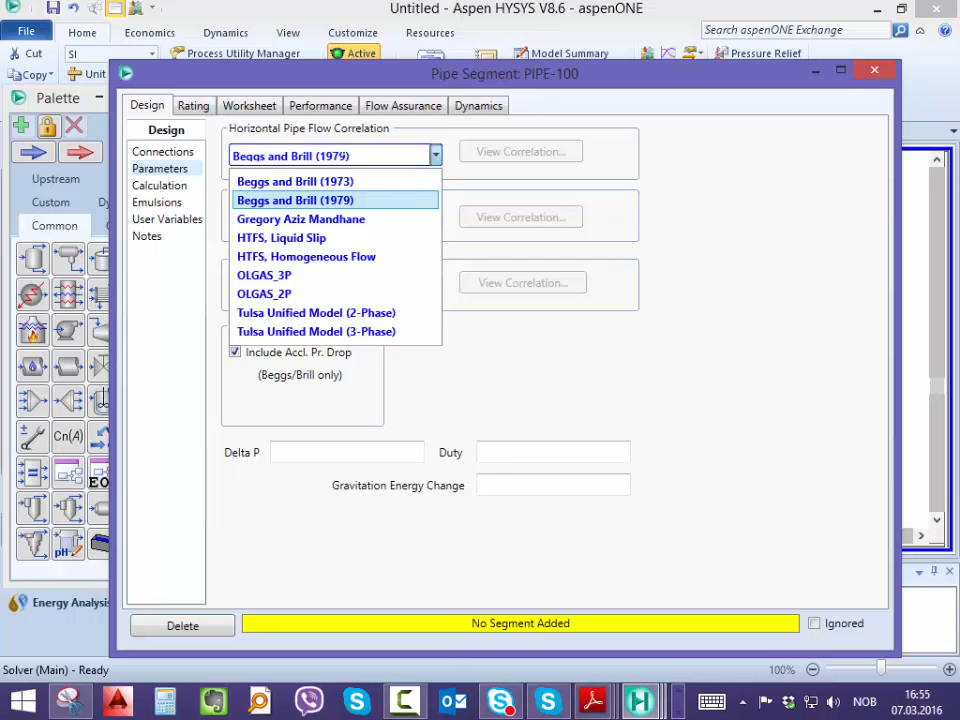 Untitled - Aspen HYSYS V8.6 - aspenONE
File
Home
Economics
Dynamics
View
Customize
Resources
Search aspenONE Exchange
Cut
SI
Process Utility Manager
Active
Model Summary
Copy
Unit
Pressure Relief
Pipe Segment: PIPE-100
Palette
Upstream
Custom
Dy
Common
Cn(A)
EO
pH
Energy Analysis
Design
Rating
Worksheet
Performance
Flow Assurance
Dynamics
Design
Connections
Parameters
Calculation
Emulsions
User Variables
Notes
Horizontal Pipe Flow Correlation
Beggs and Brill (1979)
View Correlation...
Beggs and Brill (1973)
Beggs and Brill (1979)
Gregory Aziz Mandhane
View Correlation...
HTFS, Liquid Slip
HTFS, Homogeneous Flow
OLGAS_3P
View Correlation...
OLGAS_2P
Tulsa Unified Model (2-Phase)
Tulsa Unified Model (3-Phase)
Include Accl. Pr. Drop
(Beggs/Brill only)
Delta P
Duty
Gravitation Energy Change
Delete
No Segment Added
Ignored
Solver (Main) - Ready
100%
NOB
16:55
07.03.2016